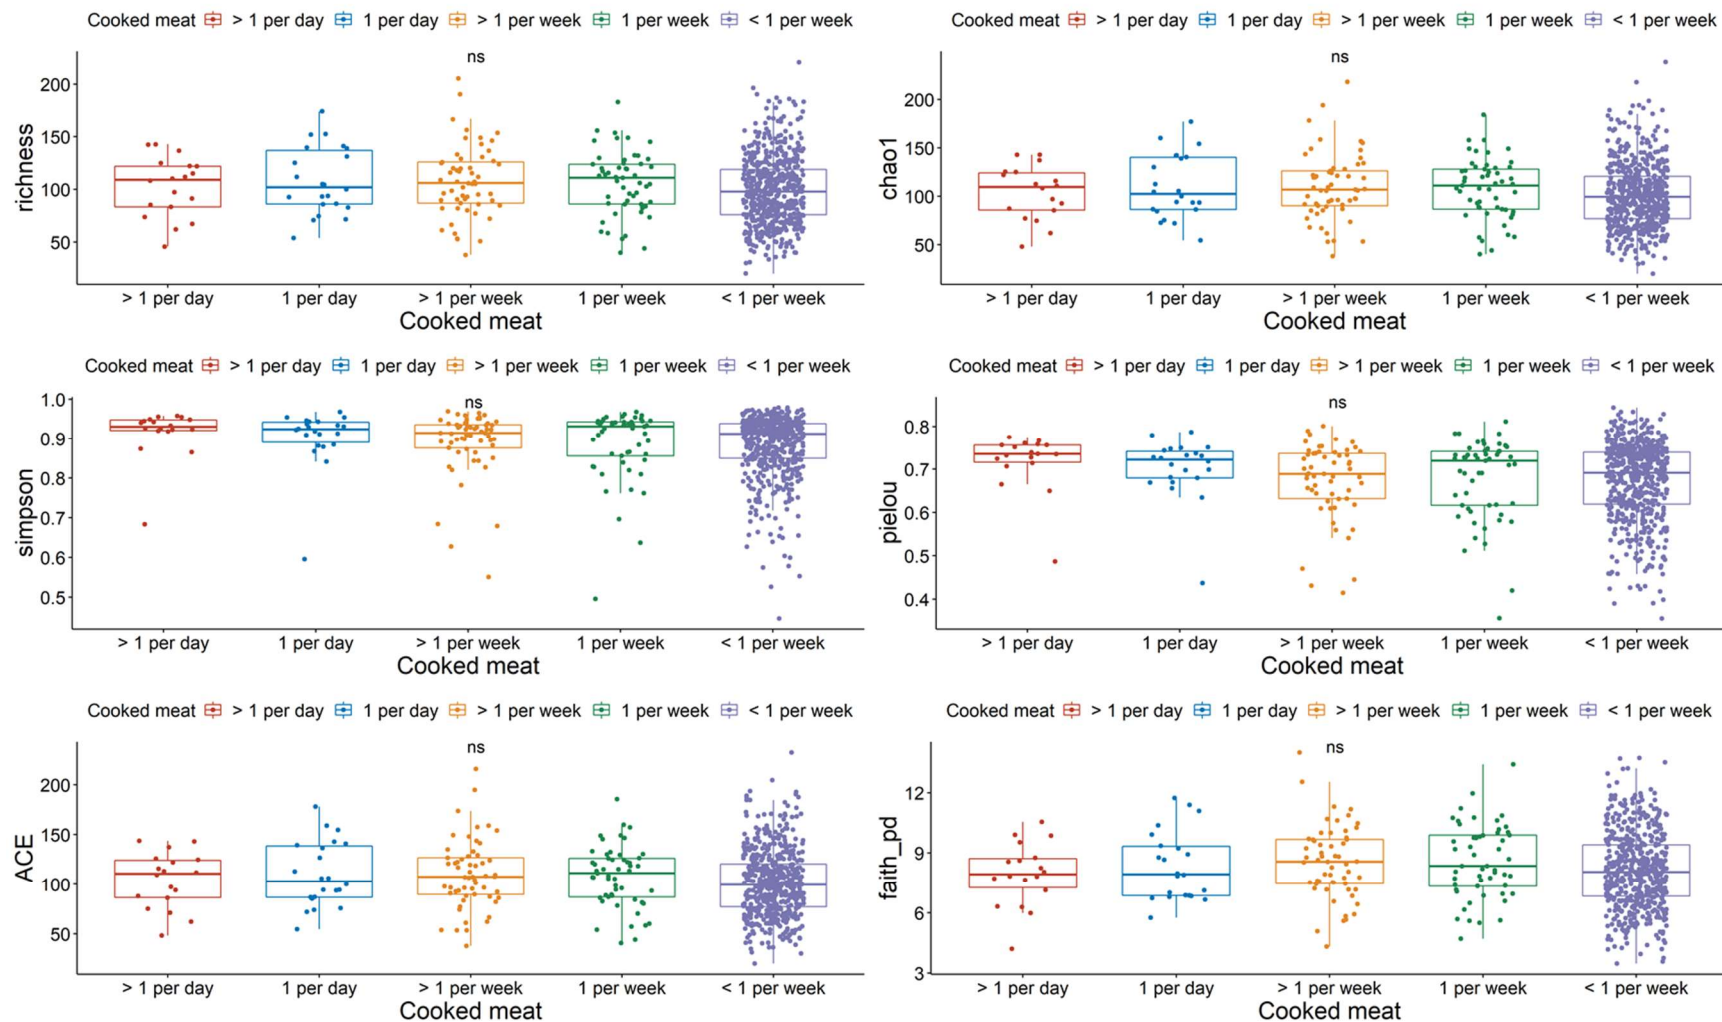 Cooked meat > 1 per day 1 per day > 1 per week 1 per week < 1 per week
ns
richness
200
150
100
50
> 1 per day 1 per day > 1 per week 1 per week < 1 per week
Cooked meat
Cooked meat > 1 per day 1 per day > 1 per week 1 per week < 1 per week
ns
chao1
200
150
100
50
> 1 per day 1 per day > 1 per week 1 per week < 1 per week
Cooked meat
Cooked meat > 1 per day 1 per day > 1 per week 1 per week < 1 per week
ns
simpson
1.0
0.9
0.8
0.7
0.6
0.5
> 1 per day 1 per day > 1 per week 1 per week < 1 per week
Cooked meat
Cooked meat > 1 per day 1 per day > 1 per week 1 per week < 1 per week
ns
pielou
0.8
0.7
0.6
0.5
0.4
> 1 per day 1 per day > 1 per week 1 per week < 1 per week
Cooked meat
Cooked meat > 1 per day 1 per day > 1 per week 1 per week < 1 per week
ns
ACE
200
150
100
50
> 1 per day 1 per day > 1 per week 1 per week < 1 per week
Cooked meat
Cooked meat > 1 per day 1 per day > 1 per week 1 per week < 1 per week
ns
faith_pd
12
9
6
3
> 1 per day 1 per day > 1 per week 1 per week < 1 per week
Cooked meat